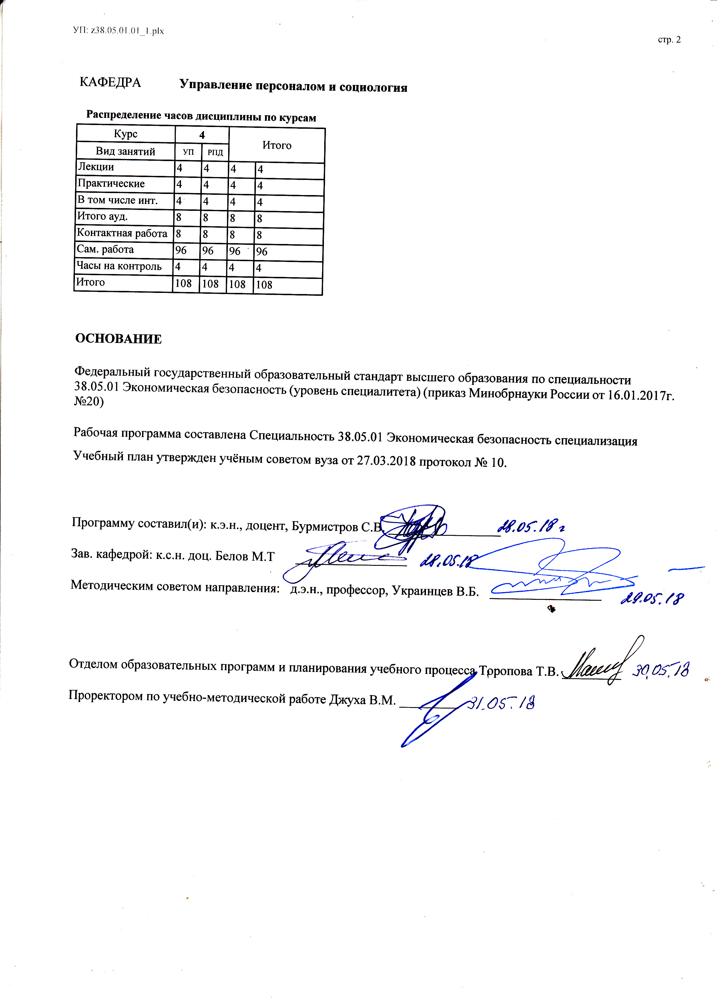 УП: z38.05.01.01_1.plx
стр. 2
КАФЕДРА Управление персоналом и социология
Распределение часов дисциплины по курсам
Курс 4 Итого
Вид занятий УП РПД
Лекции 4 4 4 4
Практические 4 4 4 4
В том числе инт. 4 4 4 4
Итого ауд. 8 8 8 8
Контактная работа 8 8 8 8
Сам. работа 96 96 96 96
Часы на контроль 4 4 4 4
Итого 108 108 108 108
ОСНОВАНИЕ
Федеральный государственный образовательный стандарт высшего образования по специальности
38.05.01 Экономическая безопасность (уровень специалитета) (приказ Минобрнауки России от 16.01.2017г.
№20)
Рабочая программа составлена Специальность 38.05.01 Экономическая безопасность специализация
Учебный план утвержден учёным советом вуза от 27.03.2018 протокол № 10.
Программу составил(и): к.э.н., доцент, Бурмистров С.В. 28.05.18 г
Зав. кафедрой: к.с.н. доц. Белов М.Т 28.05.18
Методическим советом направления: д.э.н., профессор, Украинцев В.Б. 29.05.18
Отделом образовательных программ и планирования учебного процесса Торопова Т.В. 30.05.18
Проректором по учебно-методической работе Джуха В.М. 31.05.18